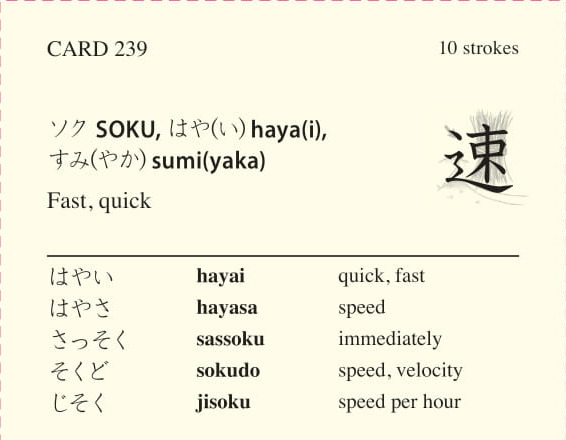 CARD 239 10 strokes
ソク SOKU, はや(い) haya(i),
すみ(やか) sumi(yaka)
速
Fast, quick
はやい hayai quick, fast
はやさ hayasa speed
さっそく sassoku immediately
そくど sokudo speed, velocity
じそく jisoku speed per hour